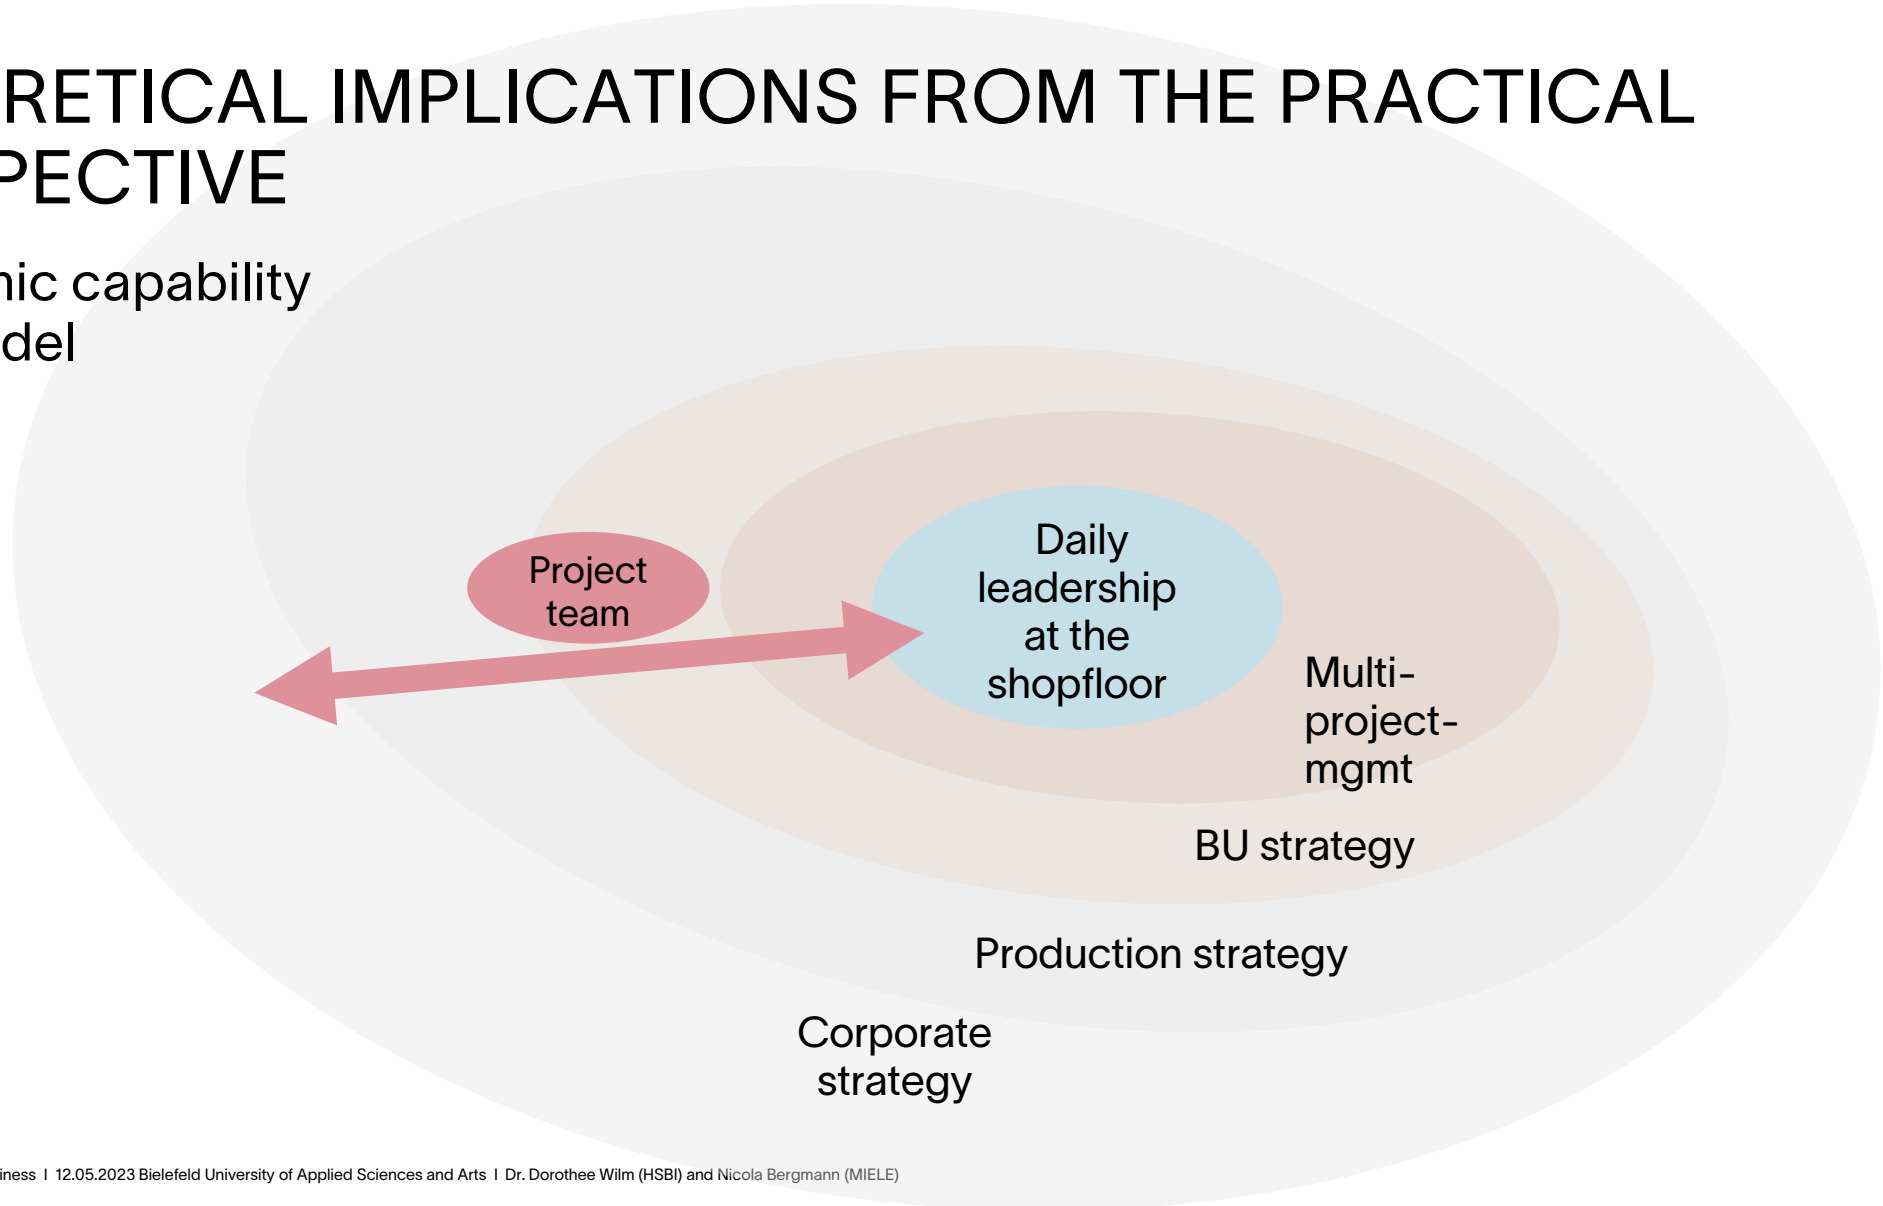 RETICAL IMPLICATIONS FROM THE PRACTICAL
PECTIVE
nic capability
del
Project
team
Daily
leadership
at the
shopfloor
Multi-
project-
mgmt
BU strategy
Production strategy
Corporate
strategy
iness I 12.05.2023 Bielefeld University of Applied Sciences and Arts I Dr. Dorothee Wilm (HSBI) and Nicola Bergmann (MIELE)